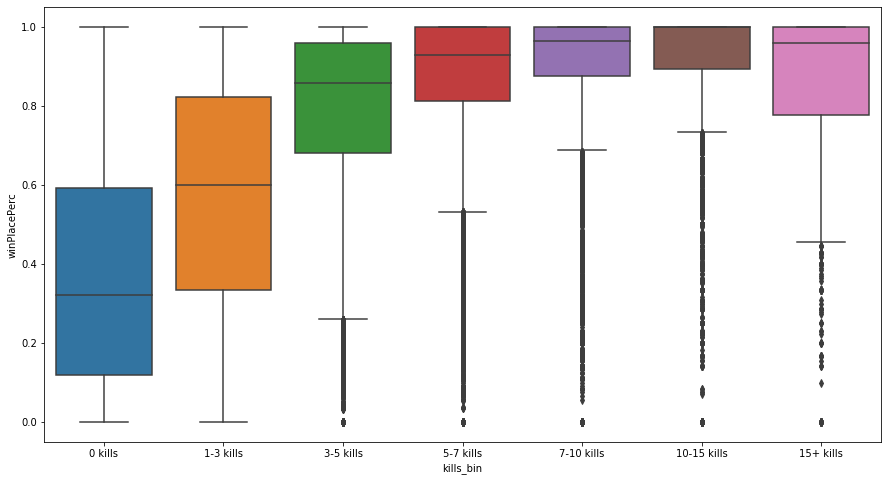 winPlacePerc
1.0
0.8
0.6
0.4
0.2
0.0
0 kills
1-3 kills
3-5 kills
5-7 kills
7-10 kills
10-15 kills
15+ kills
kills_bin